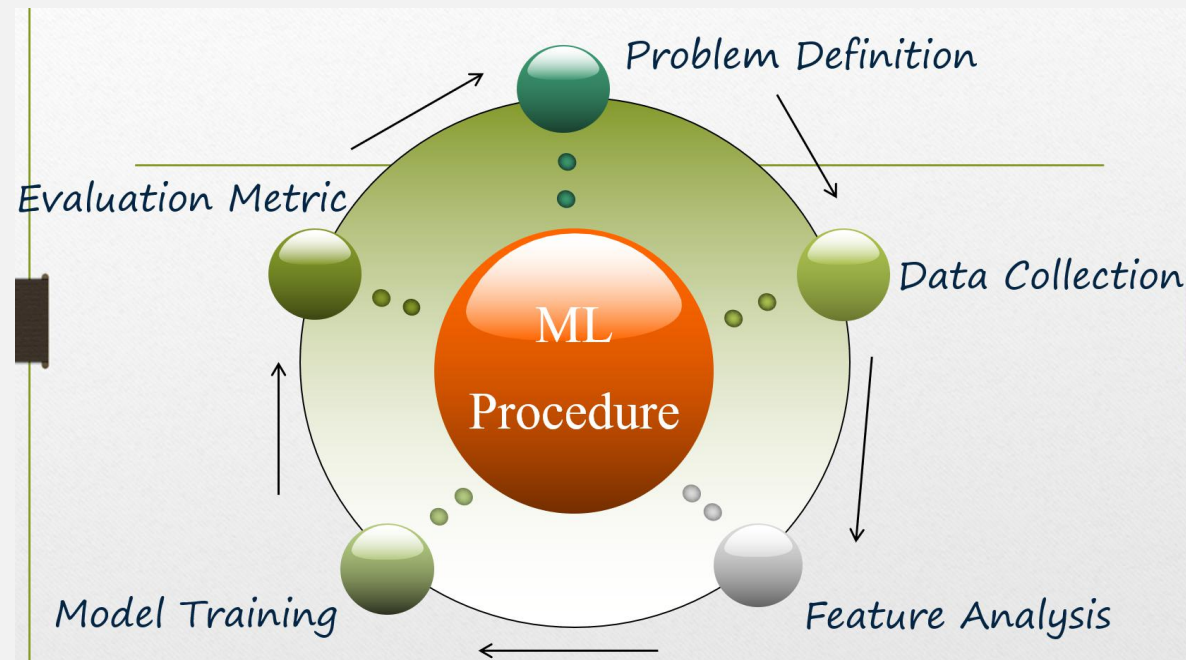 Problem Definition
Evaluation Metric
Data Collection
ML
Procedure
Model Training
Feature Analysis